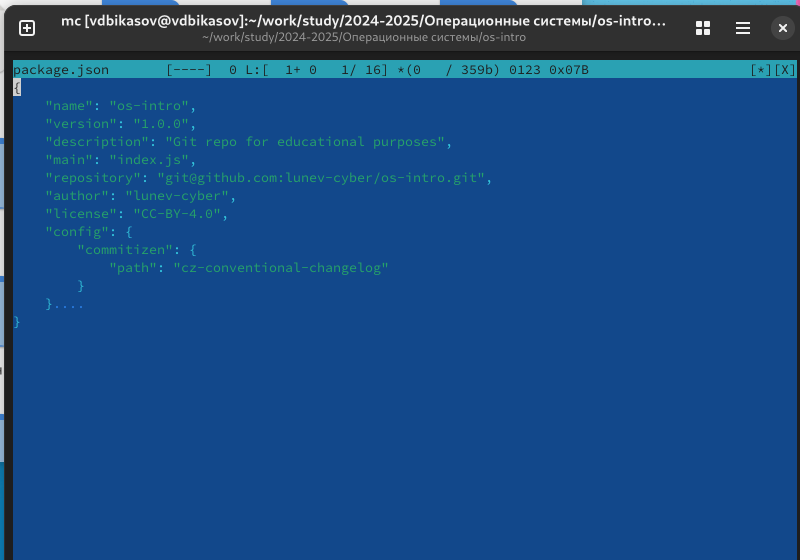 mc [vdbikasov@vdbikasov]:~/work/study/2024-2025/Операционные системы/os-intro...
~/work/study/2024-2025/Операционные системы/os-intro
package.json       [----]  0 L:[  1+ 0   1/ 16] *(0   / 359b) 0123 0x07B                    [*][X]
{
    "name": "os-intro",
    "version": "1.0.0",
    "description": "Git repo for educational purposes",
    "main": "index.js",
    "repository": "git@github.com:lunev-cyber/os-intro.git",
    "author": "lunev-cyber",
    "license": "CC-BY-4.0",
    "config": {
        "commitizen": {
            "path": "cz-conventional-changelog"
        }
    }....
}